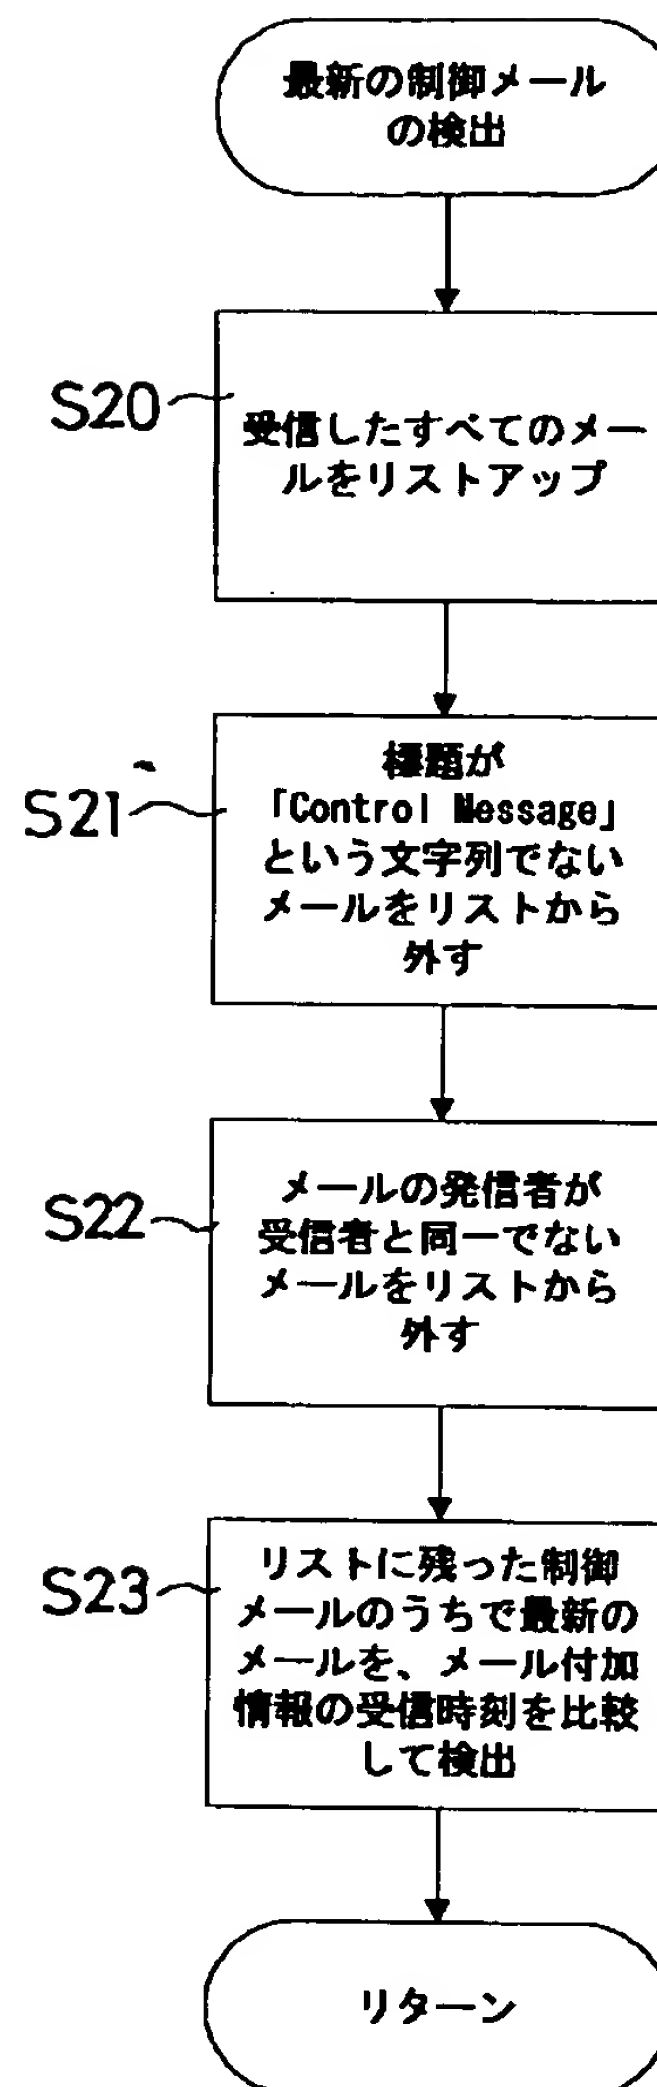 最新の制御メール
の検出
S20
受信したすべてのメー
ルをリストアップ
S21
標題が
「Control Message」
という文字列でない
メールをリストから
外す
S22
メールの発信者が
受信者と同一でない
メールをリストから
外す
S23
リストに残った制御
メールのうちで最新の
メールを、メール付加
情報の受信時刻を比較
して検出
リターン